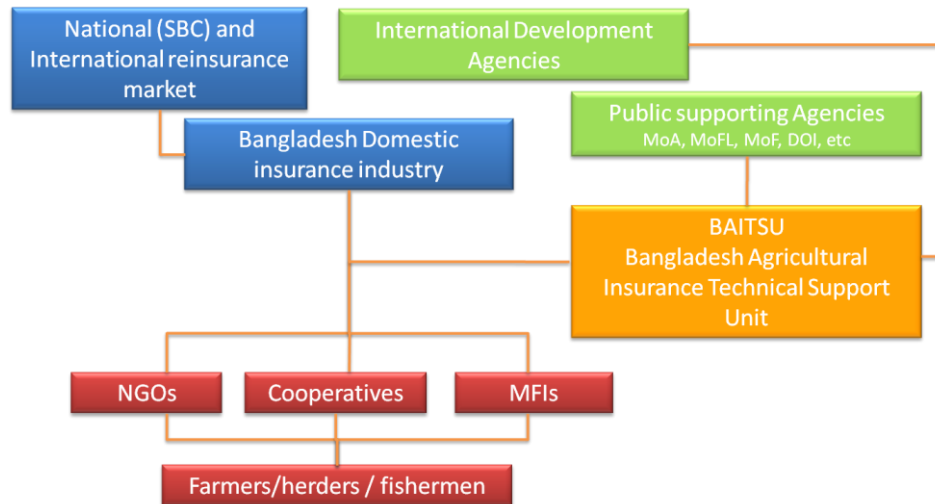 National (SBC) and
International reinsurance
market
International Development
Agencies
Public supporting Agencies
MoA, MoFL, MoF, DOI, etc
Bangladesh Domestic
insurance industry
BAITSU
Bangladesh Agricultural
Insurance Technical Support
Unit
NGOs
Cooperatives
MFIs
Farmers/herders / fishermen